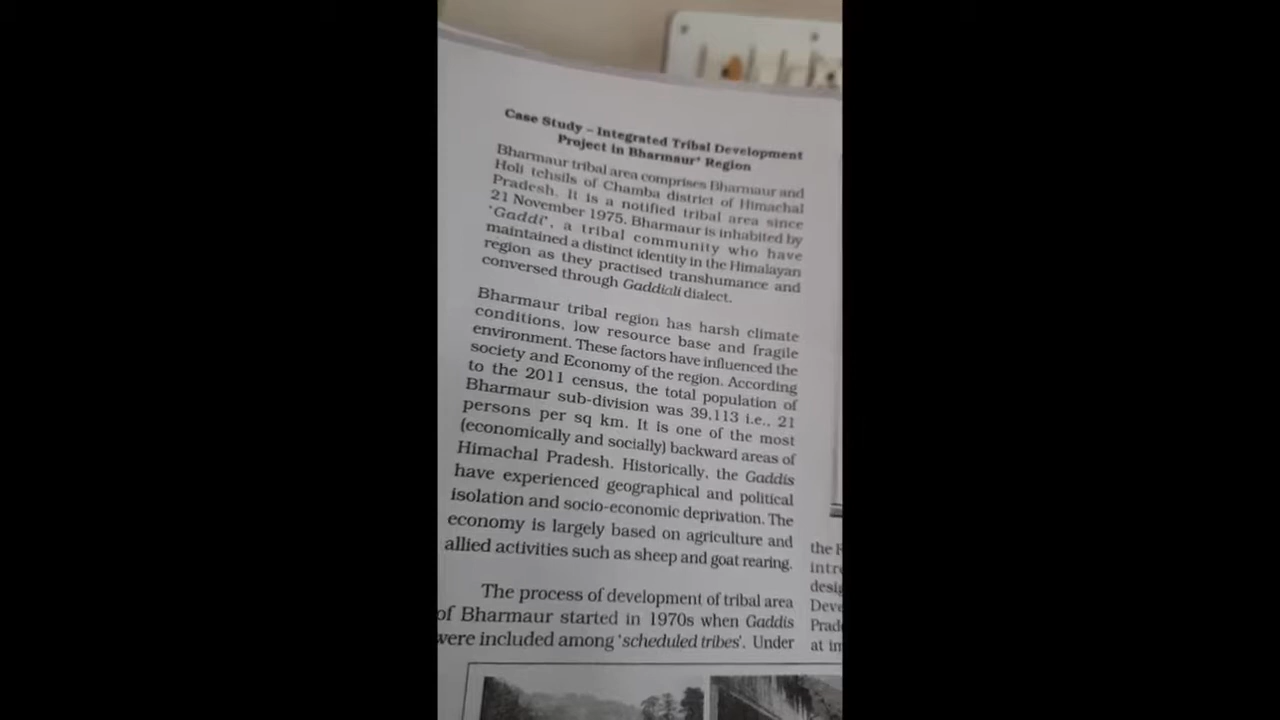 Case Study – Integrated Tribal Development
Project in Bharmaur* Region
Bharmaur tribal area comprises Bharmaur and
Holi tehsils of Chamba district of Himachal
Pradesh. It is a notified tribal area since
21 November 1975. Bharmaur is inhabited by
'Gaddi', a tribal community who have
maintained a distinct identity in the Himalayan
region as they practised transhumance and
conversed through Gaddiali dialect.
Bharmaur tribal region has harsh climate
conditions, low resource base and fragile
environment. These factors have influenced the
society and Economy of the region. According
to the 2011 census, the total population of
Bharmaur sub-division was 39,113 i.e., 21
persons per sq km. It is one of the most
(economically and socially) backward areas of
Himachal Pradesh. Historically, the Gaddis
have experienced geographical and political
isolation and socio-economic deprivation. The
economy is largely based on agriculture and
allied activities such as sheep and goat rearing.
The process of development of tribal area
of Bharmaur started in 1970s when Gaddis
were included among 'scheduled tribes'. Under
the
at